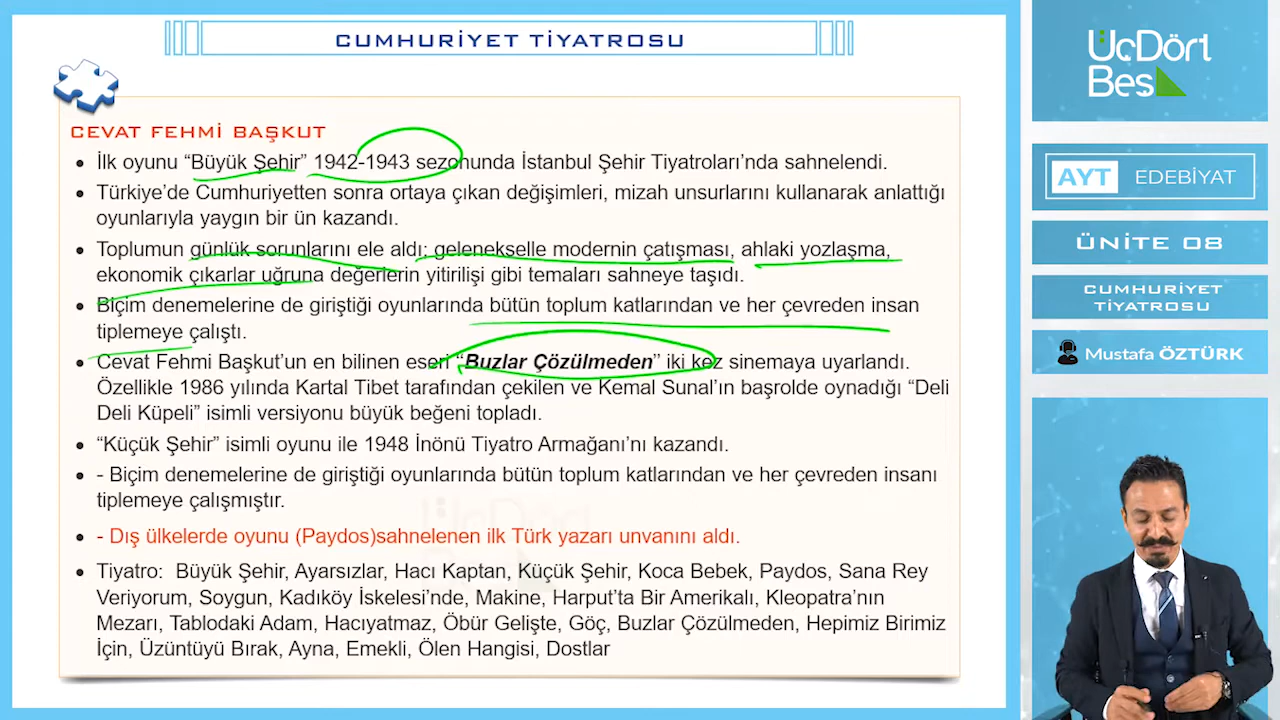 CUMHURİYET TİYATROSU
CEVAT FEHMİ BAŞKUT
• İlk oyunu “Büyük Şehir” 1942-1943 sezonunda İstanbul Şehir Tiyatroları’nda sahnelendi.
• Türkiye’de Cumhuriyetten sonra ortaya çıkan değişimleri, mizah unsurlarını kullanarak anlattığı
oyunlarıyla yaygın bir ün kazandı.
• Toplumun günlük sorunlarını ele aldı; gelenekselle modernin çatışması, ahlaki yozlaşma,
ekonomik çıkarlar uğruna değerlerin yitirilişi gibi temaları sahneye taşıdı.
• Biçim denemelerine de giriştiği oyunlatında bütün toplum katlarından ve her çevreden insan
tiplemeye çalıştı.
• Cevat Fehmi Başkut’un en bilinen eseri “Buzlar Çözülmeden” iki kez sinemaya uyarlandı.
Özellikle 1986 yılında Kartal Tibet tarafından çekilen ve Kemal Sunal’ın başrolde oynadığı “Deli
Deli Küpeli” isimli versiyonu büyük beğeni topladı.
• “Küçük Şehir” isimli oyunu ile 1948 İnönü Tiyatro Armağanı’nı kazandı.
• - Biçim denemelerine de giriştiği oyunlarında bütün toplum katlarından ve her çevreden insanı
tiplemeye çalışmıştır.
• - Dış ülkelerde oyunu (Paydos)sahnelenen ilk Türk yazarı unvanını aldı.
• Tiyatro: Büyük Şehir, Ayarsızlar, Hacı Kaptan, Küçük Şehir, Koca Bebek, Paydos, Sana Rey
Veriyorum, Soygun, Kadıköy İskelesi’nde, Makine, Harput’ta Bir Amerikalı, Kleopatra’nın
Mezarı, Tablodaki Adam, Hacıyatmaz, Öbür Gelişte, Göç, Buzlar Çözülmeden, Hepimiz Birimiz
İçin, Üzüntüyü Bırak, Ayna, Emekli, Ölen Hangisi, Dostlar
ÜçDört
Beş
AYT EDEBİYAT
ÜNİTE 08
CUMHURİYET
TİYATROSU
Mustafa ÖZTÜRK